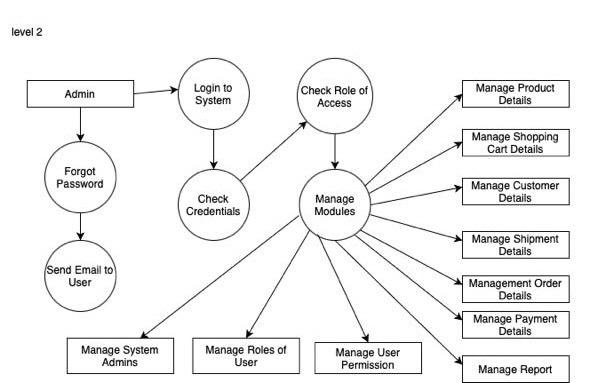 level 2
Admin
Login to
System
Check Role of
Access
Manage Product
Details
Manage Shopping
Cart Details
Forgot
Password
Check
Credentials
Manage
Modules
Manage Customer
Details
Manage Shipment
Details
Send Email to
User
Management Order
Details
Manage Payment
Details
Manage System
Admins
Manage Roles of
User
Manage User
Permission
Manage Report